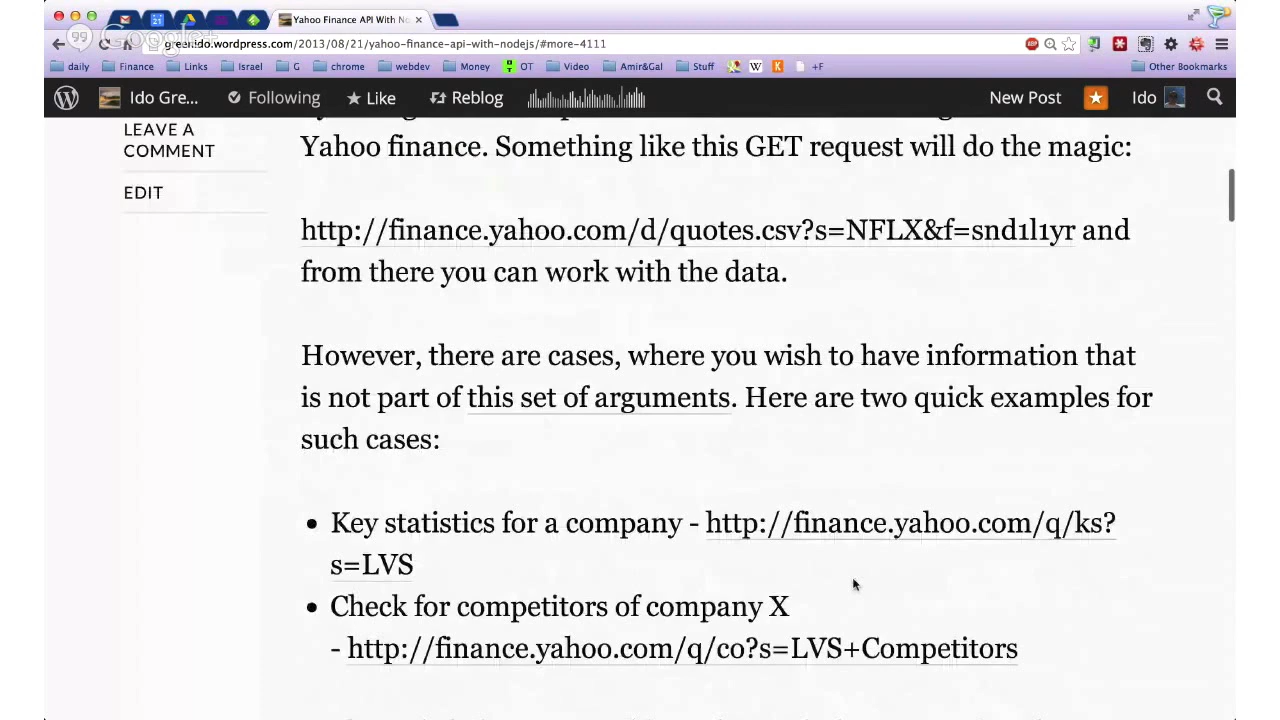 Yahoo Finance API With No
greenido.wordpress.com/2013/08/21/yahoo-finance-api-with-nodejs/#more-4111
Google+
daily Finance Links Israel G chrome webdev Money OT Video Amir&Gal Stuff W K +F Other Bookmarks
Ido Gre... Following Like Reblog New Post Ido
LEAVE A
COMMENT
EDIT
Yahoo finance. Something like this GET request will do the magic:
http://finance.yahoo.com/d/quotes.csv?s=NFLX&f=snd1l1yr and
from there you can work with the data.
However, there are cases, where you wish to have information that
is not part of this set of arguments. Here are two quick examples for
such cases:
• Key statistics for a company - http://finance.yahoo.com/q/ks?
s=LVS
• Check for competitors of company X
- http://finance.yahoo.com/q/co?s=LVS+Competitors